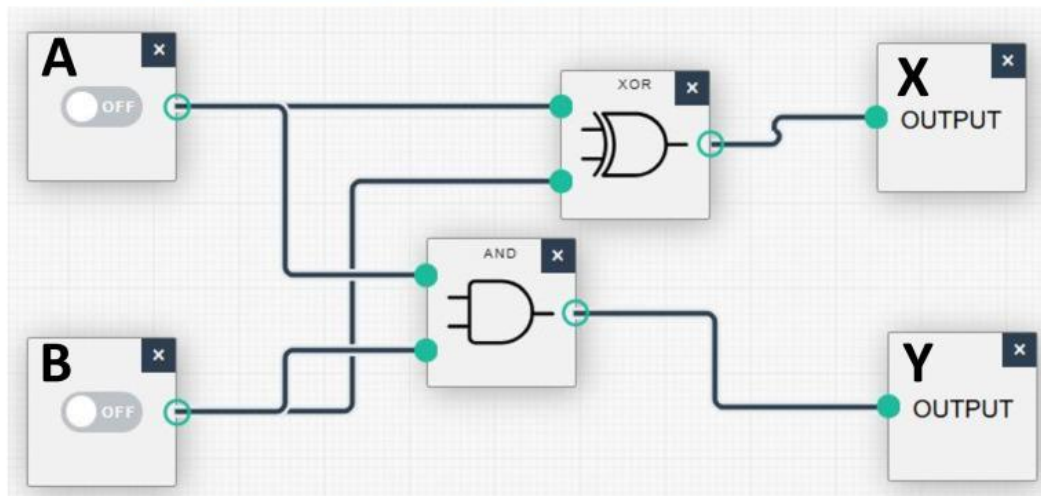 A
OFF
XOR
X
OUTPUT
AND
B
OFF
Y
OUTPUT